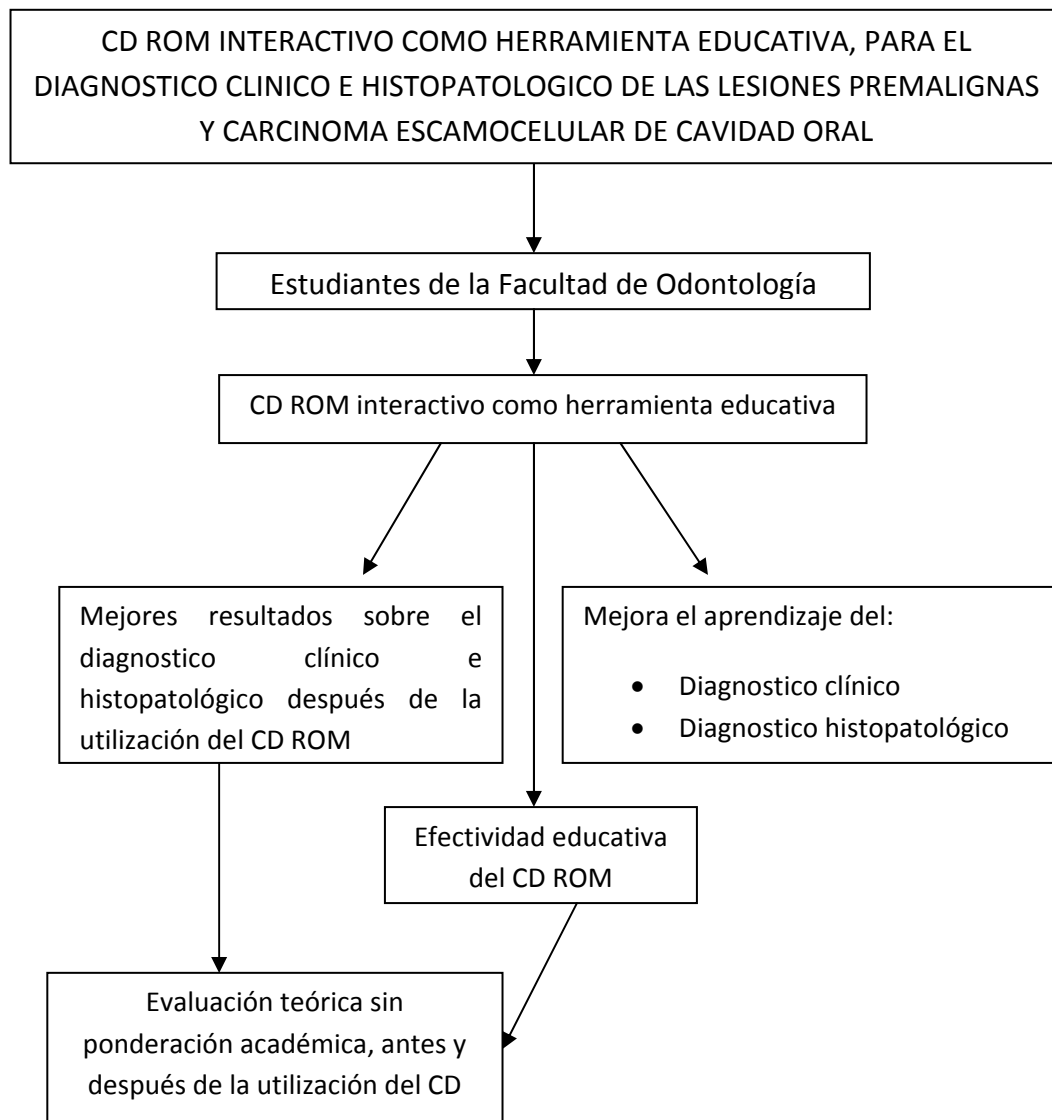 CD ROM INTERACTIVO COMO HERRAMIENTA EDUCATIVA, PARA EL
DIAGNOSTICO CLINICO E HISTOPATOLOGICO DE LAS LESIONES PREMALIGNAS
Y CARCINOMA ESCAMOCELULAR DE CAVIDAD ORAL
Estudiantes de la Facultad de Odontología
CD ROM interactivo como herramienta educativa
Mejores resultados sobre el
diagnostico clínico e
histopatológico después de la
utilización del CD ROM
Mejora el aprendizaje del:
• Diagnostico clínico
• Diagnostico histopatológico
Efectividad educativa
del CD ROM
Evaluación teórica sin
ponderación académica, antes y
después de la utilización del CD